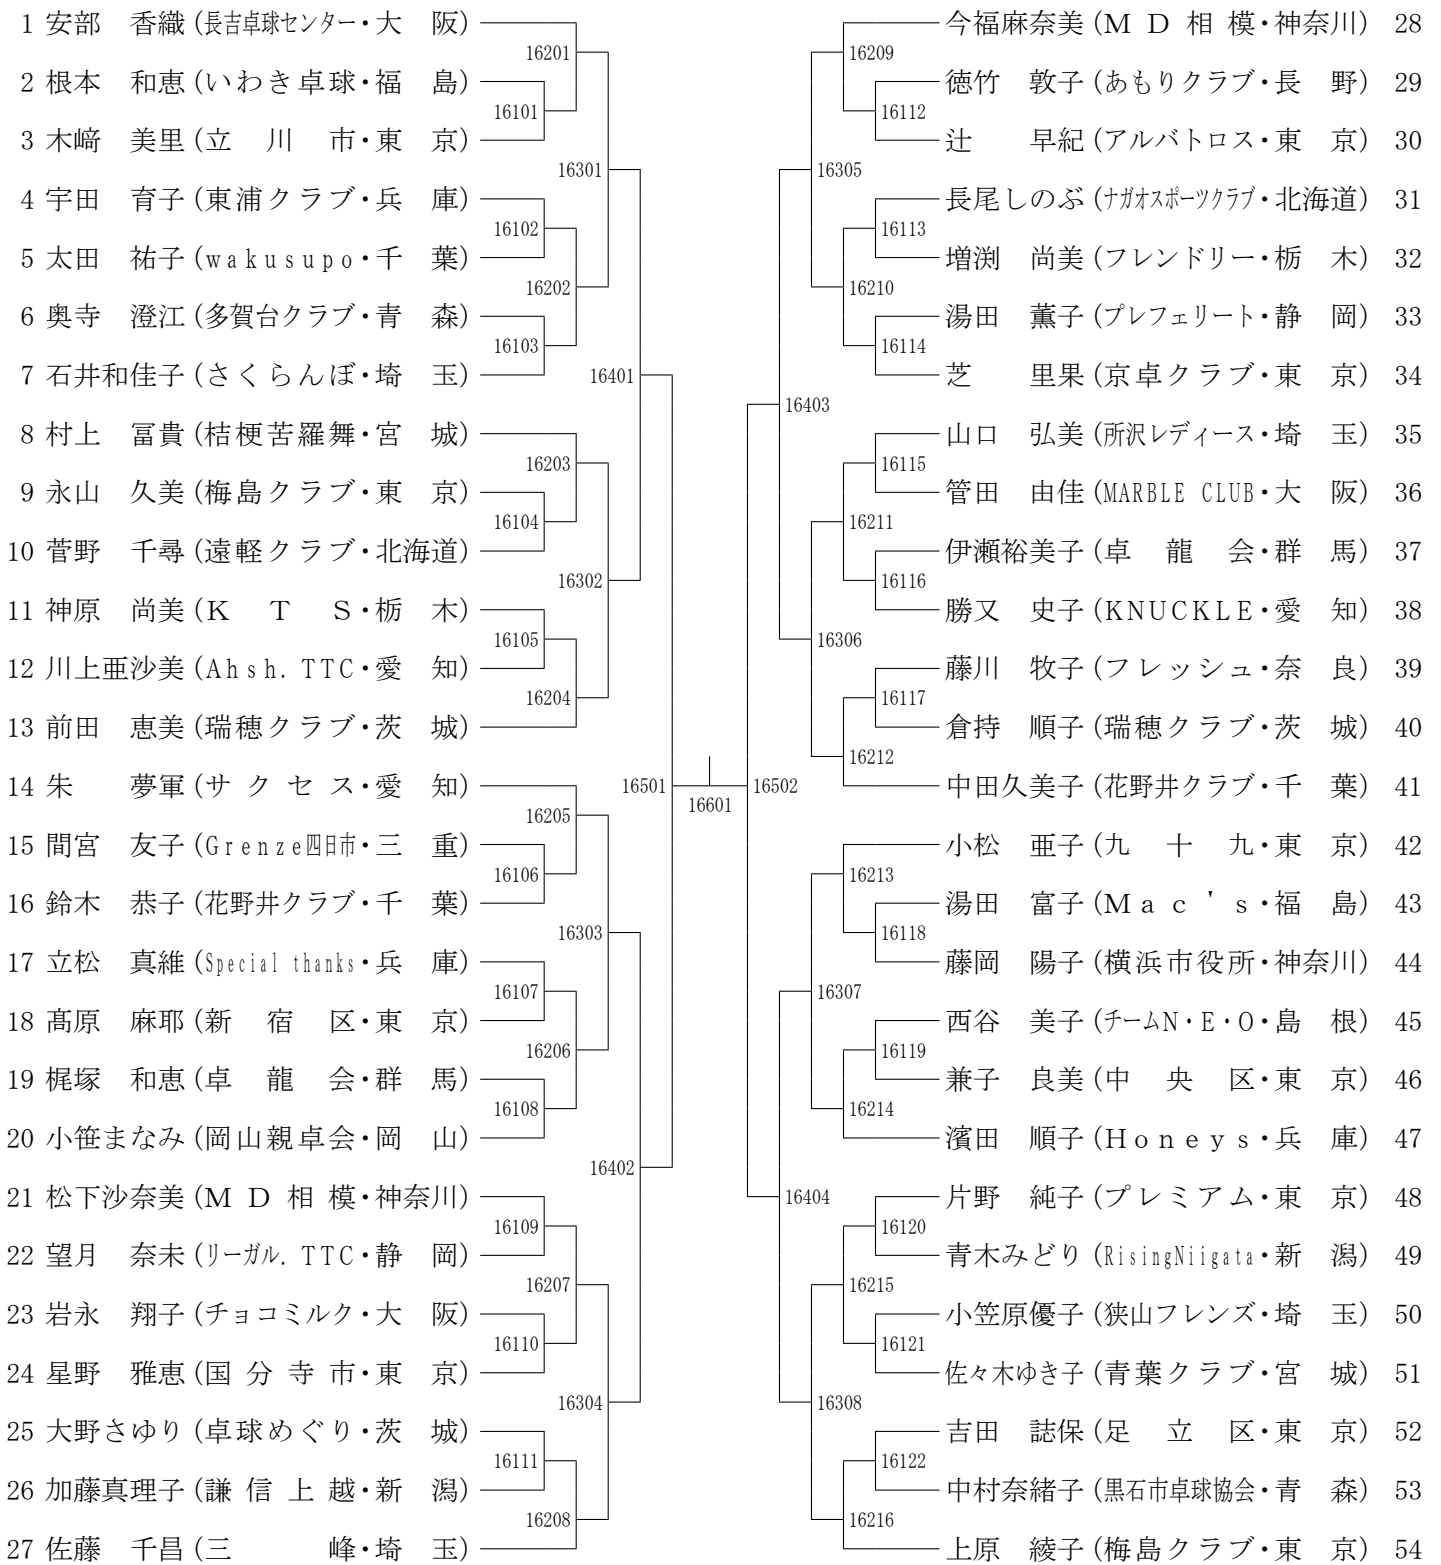 1 安部　香織 (長吉卓球センター・大　阪)
2 根本　和恵 (いわき卓球・福　島)
3 木﨑　美里 (立　川　市・東　京)
4 宇田　育子 (東浦クラブ・兵　庫)
5 太田　祐子 (wakusupo・千　葉)
6 奥寺　澄江 (多賀台クラブ・青　森)
7 石井和佳子 (さくらんぼ・埼　玉)
8 村上　冨貴 (桔梗苦羅舞・宮　城)
9 永山　久美 (梅島クラブ・東　京)
10 菅野　千尋 (遠軽クラブ・北海道)
11 神原　尚美 (K　T　S・栃　木)
12 川上亜沙美 (Ahsh. TTC・愛　知)
13 前田　恵美 (瑞穂クラブ・茨　城)
14 朱　　夢軍 (サクセス・愛　知)
15 間宮　友子 (Grenze四日市・三　重)
16 鈴木　恭子 (花野井クラブ・千　葉)
17 立松　真維 (Special thanks・兵　庫)
18 髙原　麻耶 (新　宿　区・東　京)
19 梶塚　和恵 (卓　龍　会・群　馬)
20 小笹まなみ (岡山親卓会・岡　山)
21 松下沙奈美 (MD相模・神奈川)
22 望月　奈未 (リーガル. TTC・静　岡)
23 岩永　翔子 (チョコミルク・大　阪)
24 星野　雅恵 (国分寺市・東　京)
25 大野さゆり (卓球めぐり・茨　城)
26 加藤真理子 (謙信上越・新　潟)
27 佐藤　千昌 (三　　峰・埼　玉)
16101
16102
16103
16104
16105
16106
16107
16108
16109
16110
16111
16201
16202
16203
16204
16205
16206
16207
16208
16301
16302
16303
16304
16401
16402
16501
16601
16502
16403
16404
16305
16306
16307
16308
16209
16210
16211
16212
16213
16214
16215
16216
16112
16113
16114
16115
16116
16117
16118
16119
16120
16121
16122
今福麻奈美 (MD相模・神奈川) 28
徳竹　敦子 (あもりクラブ・長　野) 29
辻　　早紀 (アルバトロス・東　京) 30
長尾しのぶ (ナガオスポーツクラブ・北海道) 31
増渕　尚美 (フレンドリー・栃　木) 32
湯田　薫子 (プレフェリート・静　岡) 33
芝　　里果 (京卓クラブ・東　京) 34
山口　弘美 (所沢レディース・埼　玉) 35
管田　由佳 (MARBLE CLUB・大　阪) 36
伊瀬裕美子 (卓　龍　会・群　馬) 37
勝又　史子 (KNUCKLE・愛　知) 38
藤川　牧子 (フレッシュ・奈　良) 39
倉持　順子 (瑞穂クラブ・茨　城) 40
中田久美子 (花野井クラブ・千　葉) 41
小松　亜子 (九　十　九・東　京) 42
湯田　富子 (Mac's・福　島) 43
藤岡　陽子 (横浜市役所・神奈川) 44
西谷　美子 (チームN・E・O・島　根) 45
兼子　良美 (中　央　区・東　京) 46
濱田　順子 (Honeys・兵　庫) 47
片野　純子 (プレミアム・東　京) 48
青木みどり (RisingNiigata・新　潟) 49
小笠原優子 (狭山フレンズ・埼　玉) 50
佐々木ゆき子 (青葉クラブ・宮　城) 51
吉田　誌保 (足　立　区・東　京) 52
中村奈緒子 (黒石市卓球協会・青　森) 53
上原　綾子 (梅島クラブ・東　京) 54